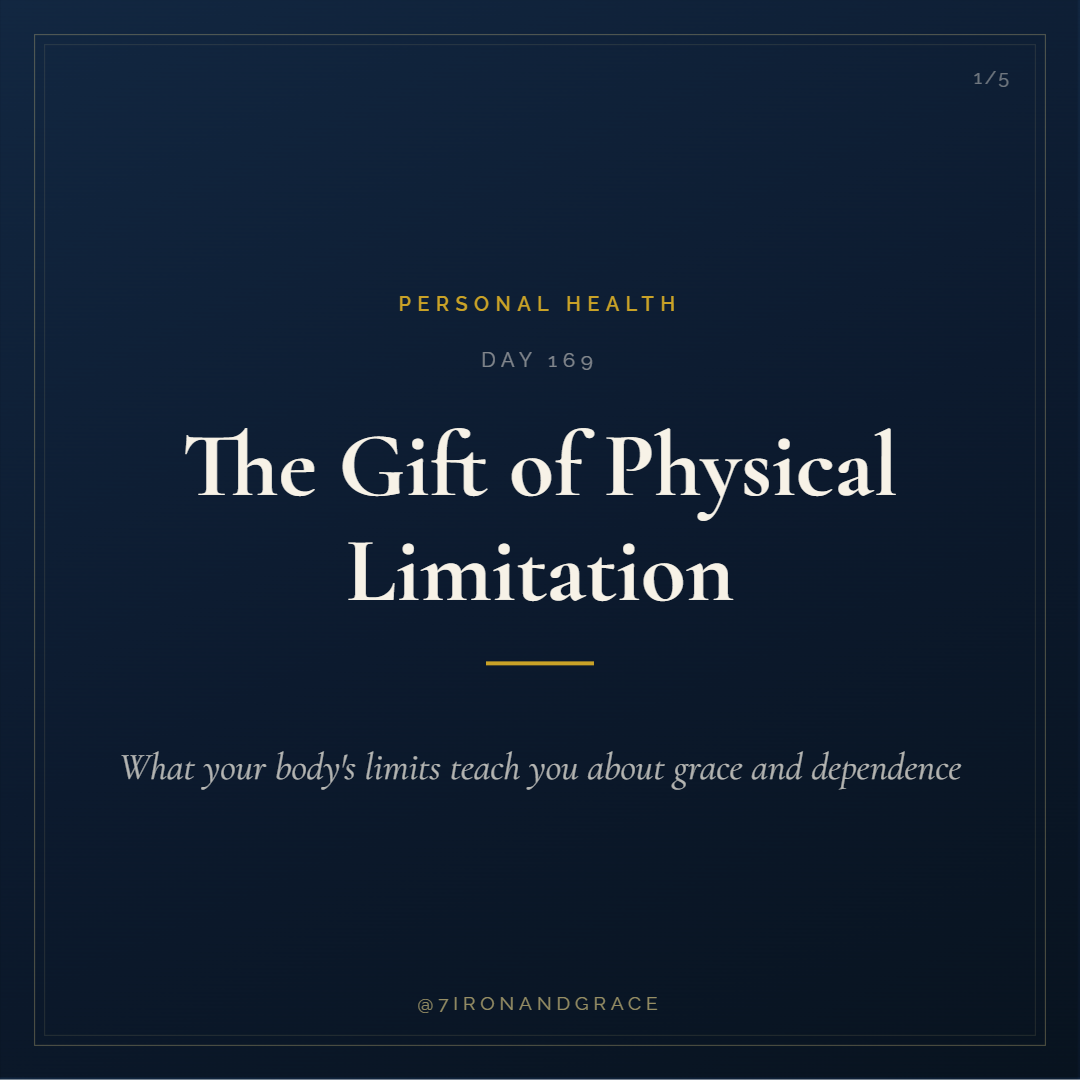 1/5
PERSONAL HEALTH
DAY 169
The Gift of Physical
Limitation
What your body's limits teach you about grace and dependence
@7IRONANDGRACE